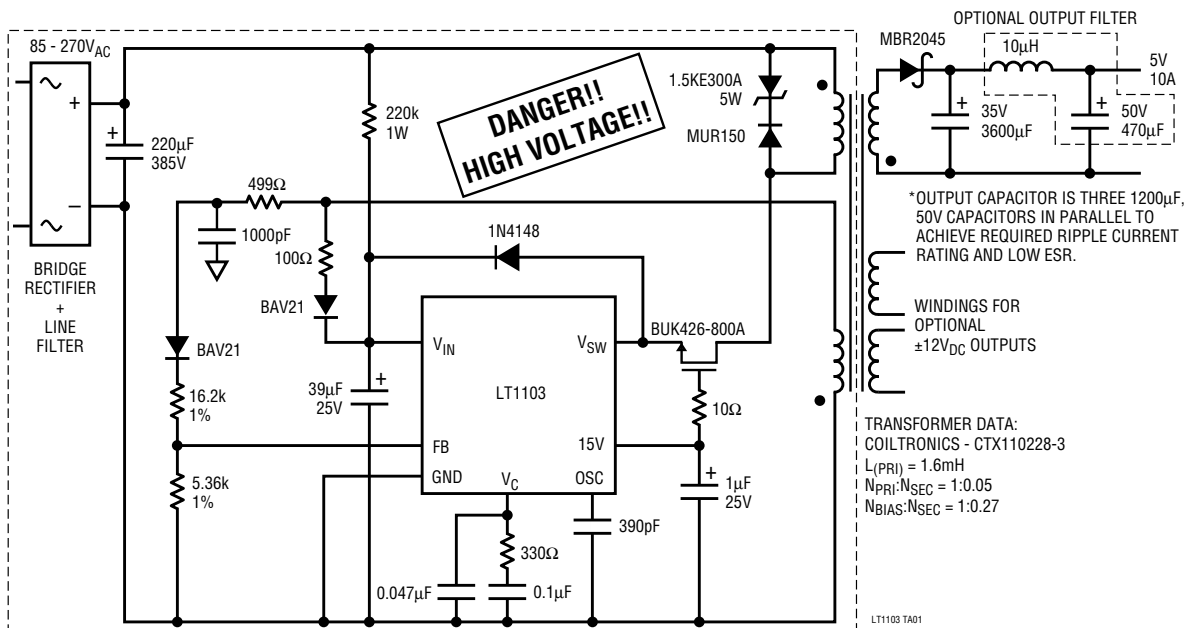 OPTIONAL OUTPUT FILTER
85 - 270VAC
MBR2045
10µH
5V
10A
+
–
+
220µF
385V
220k
1W
DANGER!!
HIGH VOLTAGE!!
1.5KE300A
5W
MUR150
+
35V
3600µF
+
50V
470µF
499Ω
1000pF
100Ω
1N4148
*OUTPUT CAPACITOR IS THREE 1200µF,
50V CAPACITORS IN PARALLEL TO
ACHIEVE REQUIRED RIPPLE CURRENT
RATING AND LOW ESR.
BRIDGE
RECTIFIER
+
LINE
FILTER
BAV21
BAV21
BUK426-800A
WINDINGS FOR
OPTIONAL
±12VDC OUTPUTS
VIN
VSW
LT1103
16.2k
1%
39µF
25V
+
10Ω
FB
15V
GND
VC
OSC
5.36k
1%
+
1µF
25V
TRANSFORMER DATA:
COILTRONICS - CTX110228-3
L(PRI) = 1.6mH
NPRI:NSEC = 1:0.05
NBIAS:NSEC = 1:0.27
390pF
330Ω
0.047µF
0.1µF
LT1103 TA01